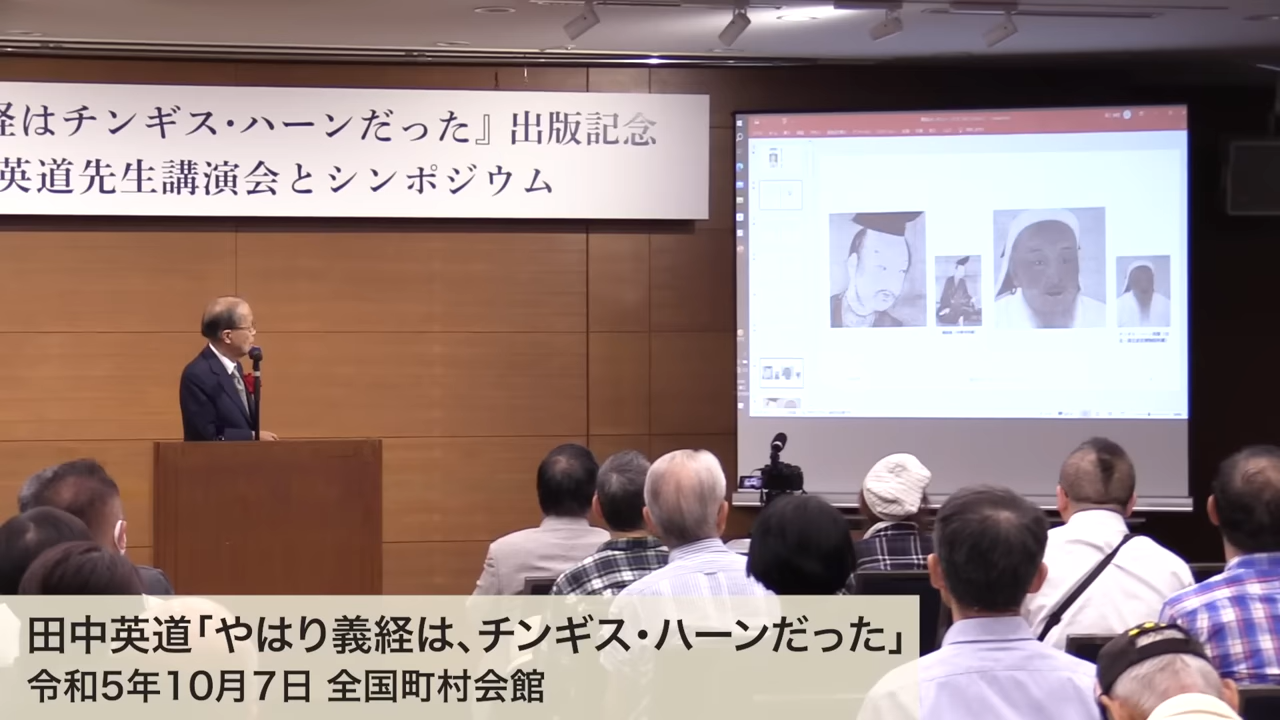 経はチンギス・ハーンだった』 出版記念
英道先生講演会とシンポジウム
田中英道「やはり義経は、チンギス・ハーンだった」
令和5年10月7日 全国町村会館